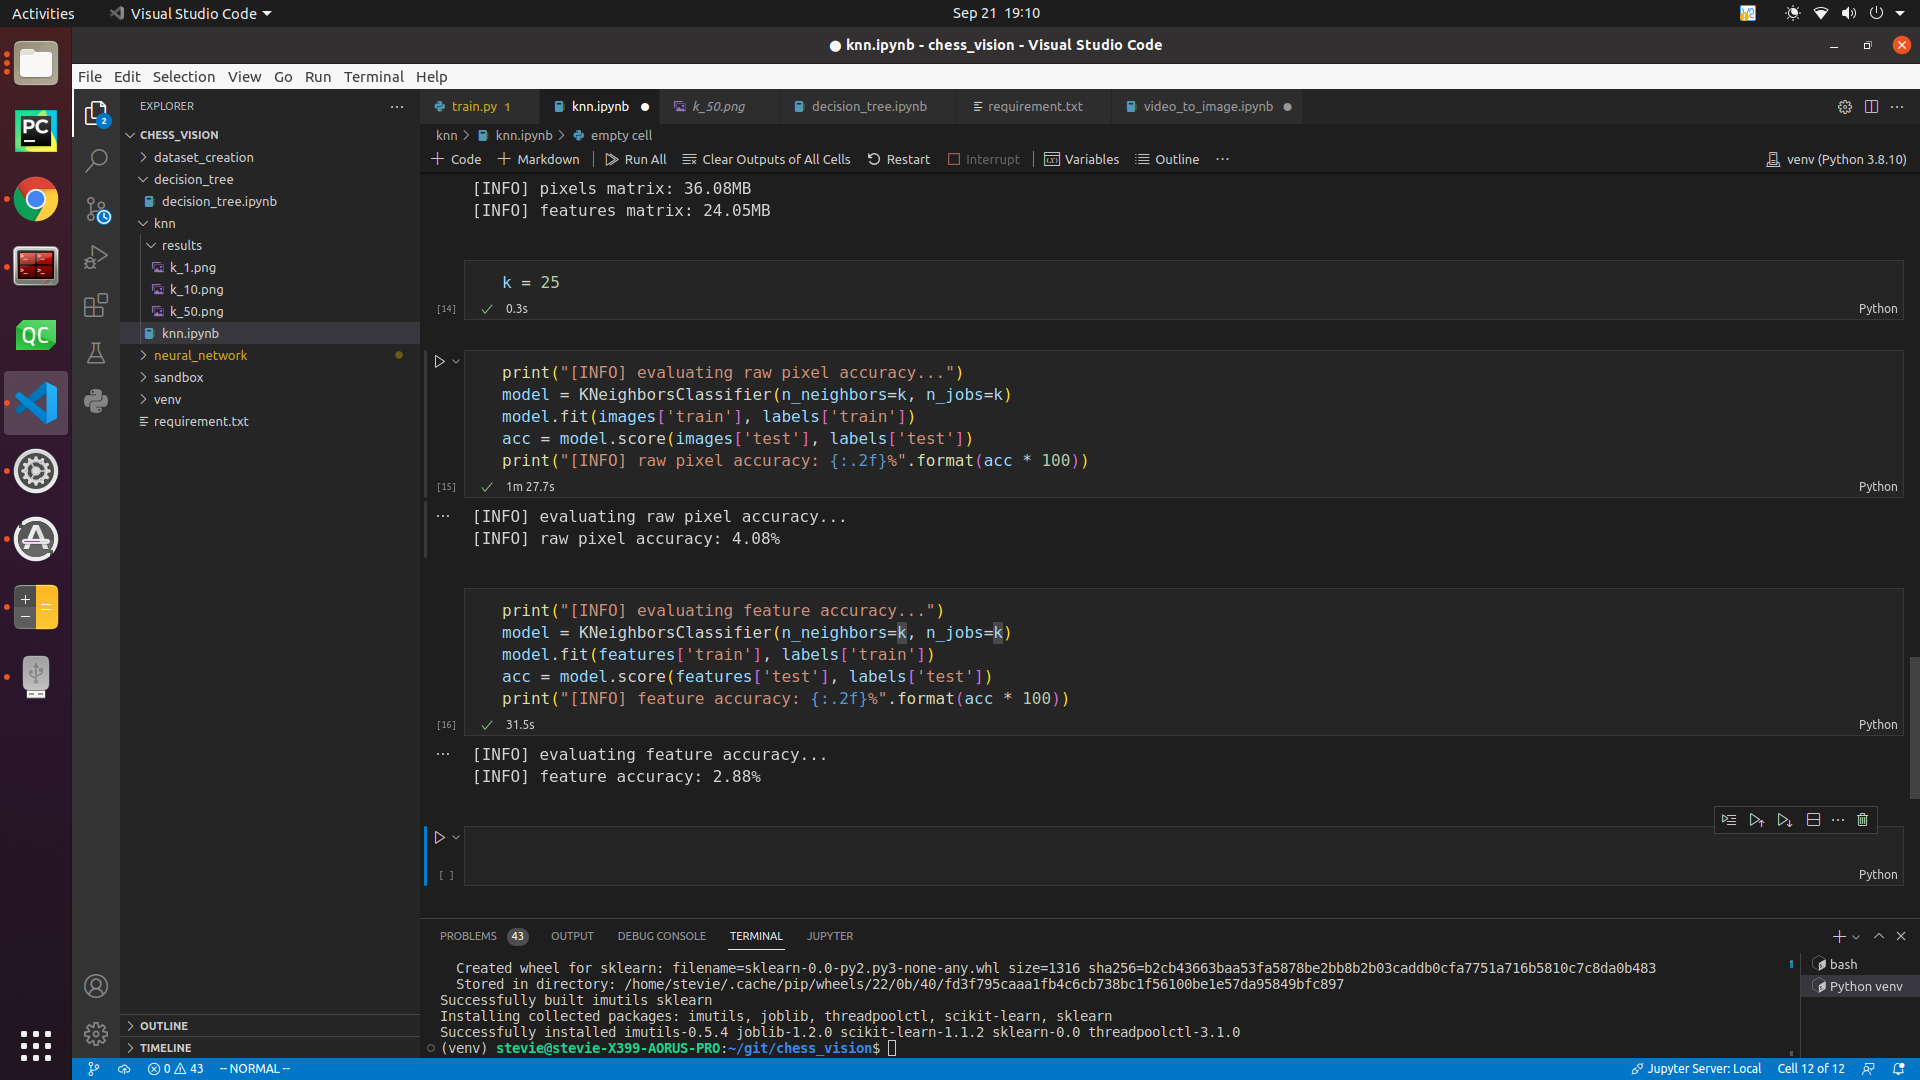 Activities
Visual Studio Code
Sep 21 19:10
knn.ipynb - chess_vision - Visual Studio Code
File Edit Selection View Go Run Terminal Help
EXPLORER
train.py 1
knn.ipynb
k_50.png
decision_tree.ipynb
requirement.txt
video_to_image.ipynb
CHESS_VISION
dataset_creation
decision_tree
decision_tree.ipynb
knn
results
k_1.png
k_10.png
k_50.png
knn.ipynb
neural_network
sandbox
venv
requirement.txt
OUTLINE
TIMELINE
PC
QC
2
knn > knn.ipynb > empty cell
Code
Markdown
Run All
Clear Outputs of All Cells
Restart
Interrupt
Variables
Outline
venv (Python 3.8.10)
[INFO] pixels matrix: 36.08MB
[INFO] features matrix: 24.05MB
k = 25
[14] 0.3s Python
print("[INFO] evaluating raw pixel accuracy...")
model = KNeighborsClassifier(n_neighbors=k, n_jobs=k)
model.fit(images['train'], labels['train'])
acc = model.score(images['test'], labels['test'])
print("[INFO] raw pixel accuracy: {:.2f}%".format(acc * 100))
[15] 1m 27.7s Python
[INFO] evaluating raw pixel accuracy...
[INFO] raw pixel accuracy: 4.08%
print("[INFO] evaluating feature accuracy...")
model = KNeighborsClassifier(n_neighbors=k, n_jobs=k)
model.fit(features['train'], labels['train'])
acc = model.score(features['test'], labels['test'])
print("[INFO] feature accuracy: {:.2f}%".format(acc * 100))
[16] 31.5s Python
[INFO] evaluating feature accuracy...
[INFO] feature accuracy: 2.88%
[ ] Python
PROBLEMS 43 OUTPUT DEBUG CONSOLE TERMINAL JUPYTER
Created wheel for sklearn: filename=sklearn-0.0-py2.py3-none-any.whl size=1316 sha256=b2cb43663baa53fa5878be2bb8b2b03caddb0cfa7751a716b5810c7c8da0b483
Stored in directory: /home/stevie/.cache/pip/wheels/22/0b/40/fd3f795caaa1fb4c6cb738bc1f56100be1e57da95849bfc897
Successfully built imutils sklearn
Installing collected packages: imutils, joblib, threadpoolctl, scikit-learn, sklearn
Successfully installed imutils-0.5.4 joblib-1.2.0 scikit-learn-1.1.2 sklearn-0.0 threadpoolctl-3.1.0
(venv) stevie@stevie-X399-AORUS-PRO:~/git/chess_vision$
bash
Python venv
0 43 -- NORMAL --
Jupyter Server: Local
Cell 12 of 12